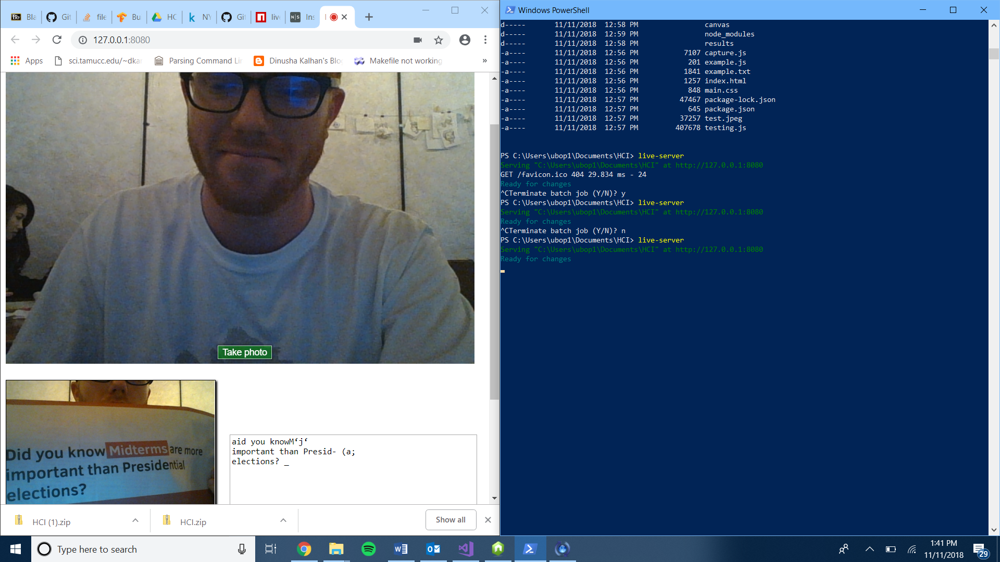 Bla
Git
file
Bu
HC
NY
Git
live
Ins
127.0.0.1:8080
Apps
sci.tamucc.edu/~dka
Parsing Command Lin
Dinusha Kalhan's Blog
Makefile not working
»
Take photo
Did you know Midterms are more
important than Presidential
elections?
aid you knowM‘j‘
important than Presid- (a;
elections? _
HCI (1).zip
HCI.zip
Show all
Windows PowerShell
d----- 11/11/2018 12:58 PM canvas
d----- 11/11/2018 12:59 PM node_modules
d----- 11/11/2018 12:58 PM results
-a---- 11/11/2018 12:56 PM 7107 capture.js
-a---- 11/11/2018 12:56 PM 201 example.js
-a---- 11/11/2018 12:56 PM 1841 example.txt
-a---- 11/11/2018 12:56 PM 1257 index.html
-a---- 11/11/2018 12:56 PM 848 main.css
-a---- 11/11/2018 12:57 PM 47467 package-lock.json
-a---- 11/11/2018 12:57 PM 645 package.json
-a---- 11/11/2018 12:57 PM 37257 test.jpeg
-a---- 11/11/2018 12:57 PM 407678 testing.js
PS C:\Users\ubop1\Documents\HCI> live-server
Serving "C:\Users\ubop1\Documents\HCI" at http://127.0.0.1:8080
GET /favicon.ico 404 29.834 ms - 24
Ready for changes
^CTerminate batch job (Y/N)? y
PS C:\Users\ubop1\Documents\HCI> live-server
Serving "C:\Users\ubop1\Documents\HCI" at http://127.0.0.1:8080
Ready for changes
^CTerminate batch job (Y/N)? n
PS C:\Users\ubop1\Documents\HCI> live-server
Serving "C:\Users\ubop1\Documents\HCI" at http://127.0.0.1:8080
Ready for changes
Type here to search
1:41 PM
11/11/2018
29